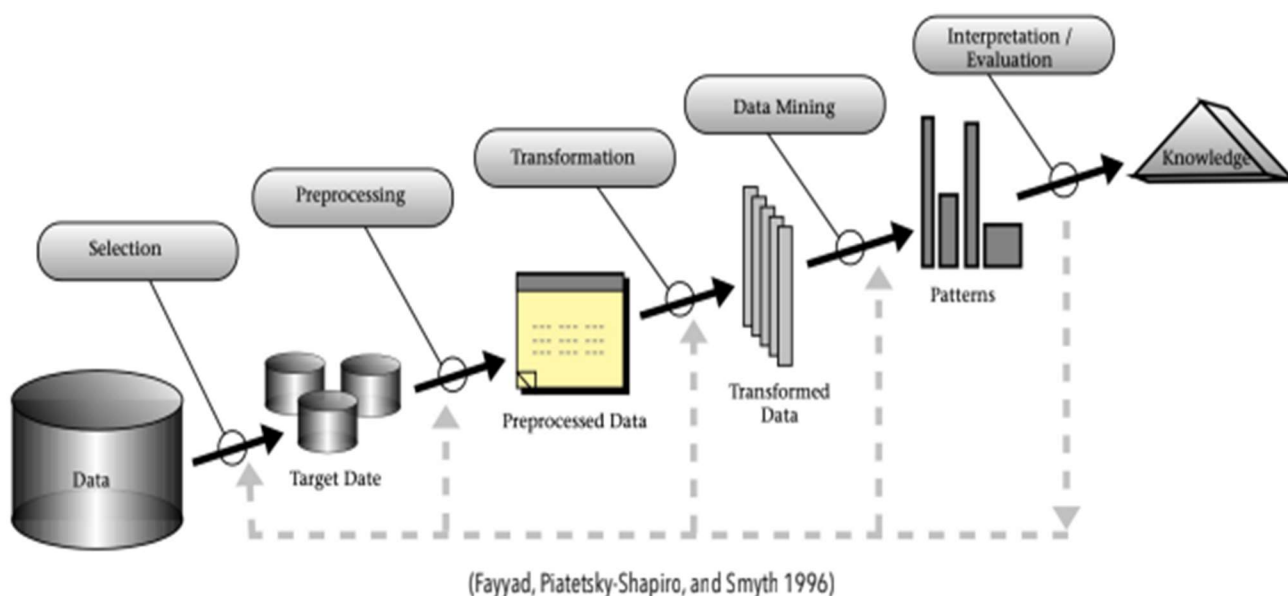 Interpretation /
Evaluation
Data Mining
Transformation
Preprocessing
Selection
Knowledge
Patterns
Transformed
Data
Preprocessed Data
Target Date
Data
(Fayyad, Piatetsky-Shapiro, and Smyth 1996)